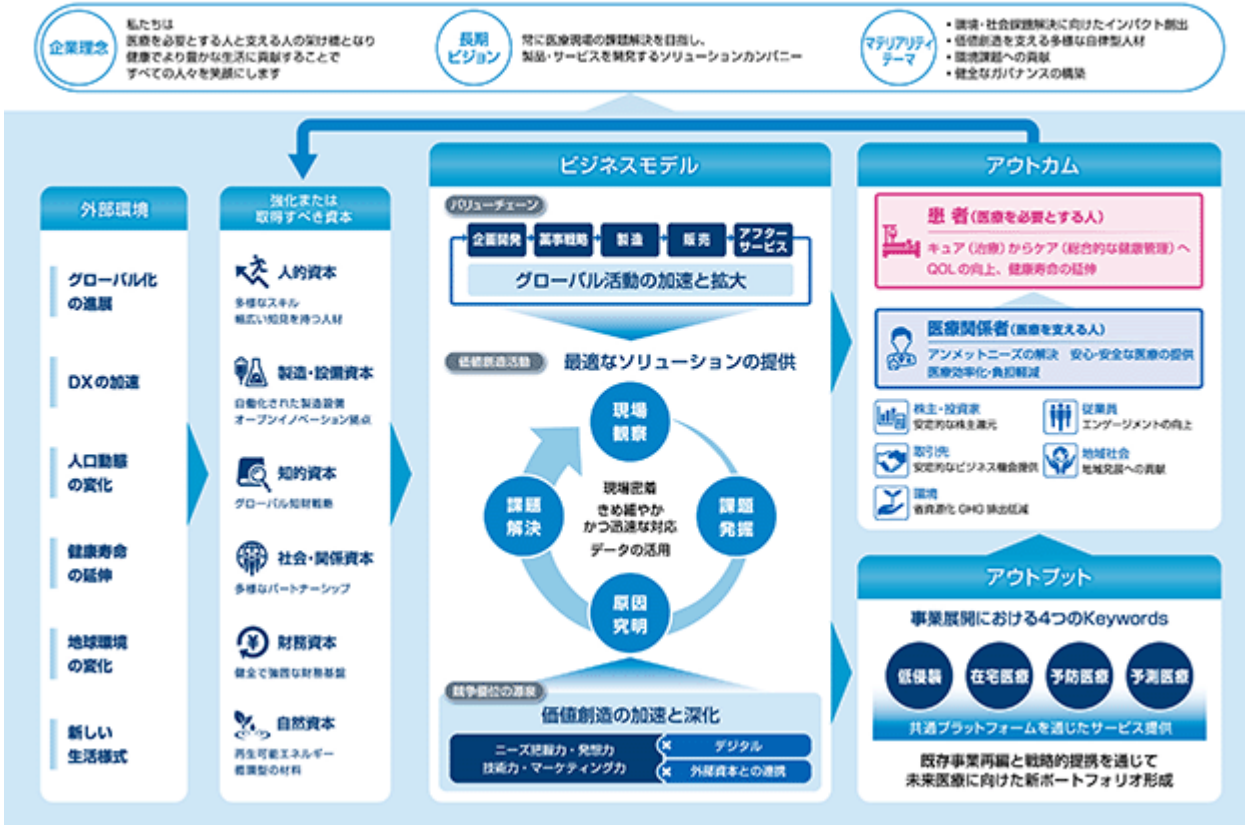 企業理念
私たちは
医療を必要とする人と支える人の架け橋となり
健康でより豊かな生活に貢献することで
すべての人々を笑顔にします
長期
ビジョン
常に医療現場の課題解決を目指し、
製品・サービスを開発するソリューションカンパニー
マテリアリティ
テーマ
• 環境・社会課題解決に向けたインパクト創出
• 価値創造を支える多様な自律型人材
• 環境課題への貢献
• 健全なガバナンスの構築
外部環境
グローバル化
の進展
DXの加速
人口動態
の変化
健康寿命
の延伸
地球環境
の変化
新しい
生活様式
強化または
取得すべき資本
人的資本
多様なスキル
幅広い知見を持つ人材
製造・設備資本
自動化された製造設備
オープンイノベーション拠点
知的資本
グローバル知財戦略
社会・関係資本
多様なパートナーシップ
財務資本
健全で強固な財務基盤
自然資本
再生可能エネルギー
循環型の材料
ビジネスモデル
バリューチェーン
企画開発
薬事戦略
製造
販売
アフター
サービス
グローバル活動の加速と拡大
価値創造活動
最適なソリューションの提供
現場
観察
課題
発掘
原因
究明
課題
解決
現場密着
きめ細やか
かつ迅速な対応
データの活用
競争優位の源泉
価値創造の加速と深化
ニーズ把握力・発想力
技術力・マーケティング力
× デジタル
× 外部資本との連携
アウトカム
患者(医療を必要とする人)
キュア(治療)からケア(総合的な健康管理)へ
QOLの向上、健康寿命の延伸
医療関係者(医療を支える人)
アンメットニーズの解決 安心・安全な医療の提供
医療効率化・負担軽減
株主・投資家
安定的な株主還元
従業員
エンゲージメントの向上
取引先
安定的なビジネス機会提供
地域社会
地域発展への貢献
環境
省資源化 GHG 排出低減
アウトプット
事業展開における4つのKeywords
低侵襲
在宅医療
予防医療
予測医療
共通プラットフォームを通じたサービス提供
既存事業再編と戦略的提携を通じて
未来医療に向けた新ポートフォリオ形成